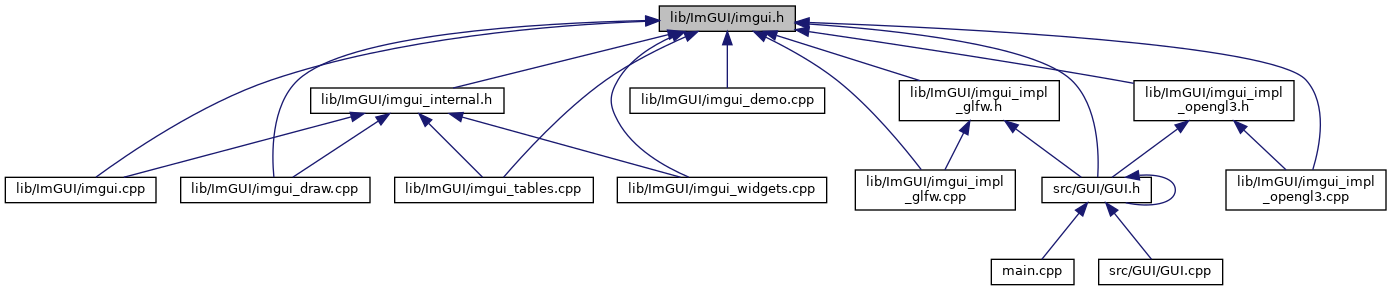 lib/ImGUI/imgui.h
lib/ImGUI/imgui_internal.h
lib/ImGUI/imgui_demo.cpp
lib/ImGUI/imgui_impl
_glfw.h
lib/ImGUI/imgui_impl
_opengl3.h
lib/ImGUI/imgui.cpp
lib/ImGUI/imgui_draw.cpp
lib/ImGUI/imgui_tables.cpp
lib/ImGUI/imgui_widgets.cpp
lib/ImGUI/imgui_impl
_glfw.cpp
src/GUI/GUI.h
lib/ImGUI/imgui_impl
_opengl3.cpp
main.cpp
src/GUI/GUI.cpp